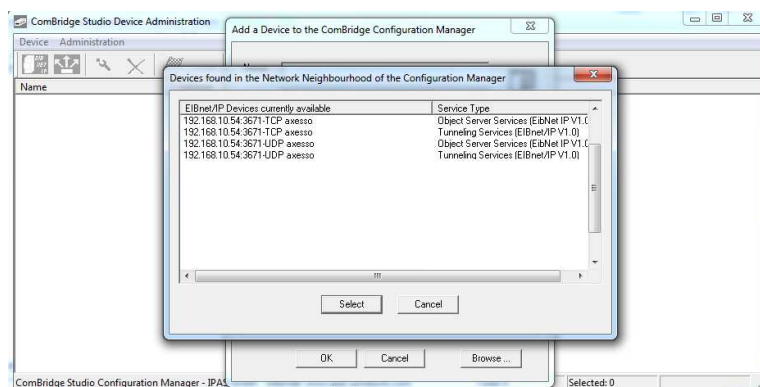 ComBridge Studio Device Administration
Add a Device to the ComBridge Configuration Manager
Device Administration
Devices found in the Network Neighbourhood of the Configuration Manager
Name
EIBnet/IP Devices currently available Service Type
192.168.10.54:3671-TCP axesso Object Server Services (EibNet IP V1.0
192.168.10.54:3671-TCP axesso Tunneling Services (EIBnet/IP V1.0)
192.168.10.54:3671-UDP axesso Object Server Services (EibNet IP V1.0
192.168.10.54:3671-UDP axesso Tunneling Services (EIBnet/IP V1.0)
Select Cancel
OK Cancel Browse ...
ComBridge Studio Configuration Manager - IPAS Selected: 0